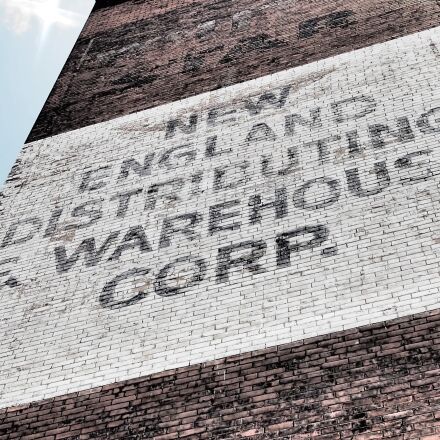 NEW
ENGLAND
DISTRIBUTING
& WAREHOUSE
CORP.